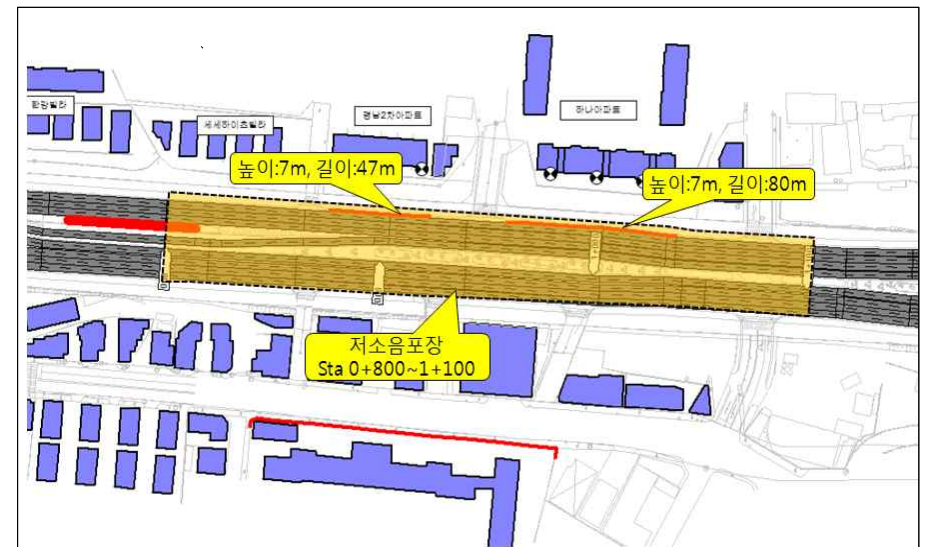 한강빌라
세세하이츠빌라
평남2차아파트
하나아파트
높이:7m, 길이:47m
높이:7m, 길이:80m
저소음포장
Sta 0+800~1+100